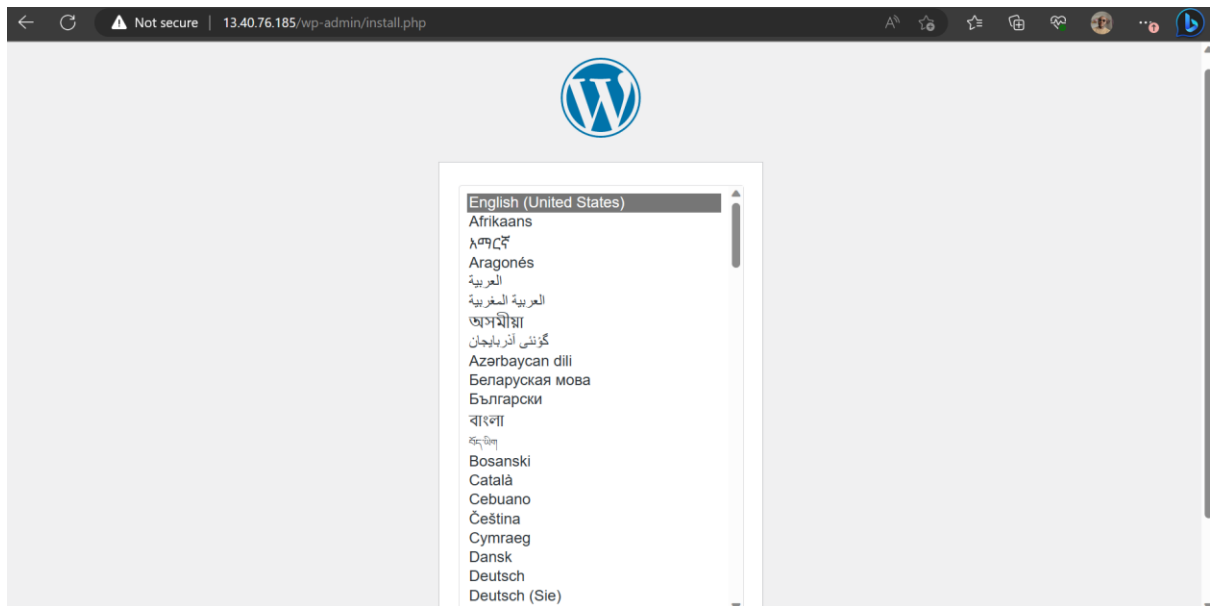 Not secure | 13.40.76.185/wp-admin/install.php
English (United States)
Afrikaans
አማርኛ
Aragonés
العربية
العربية المغربية
অসমীয়া
گؤنئی آذربایجان
Azərbaycan dili
Беларуская мова
Български
বাংলা
བོད་ཡིག
Bosanski
Català
Cebuano
Čeština
Cymraeg
Dansk
Deutsch
Deutsch (Sie)